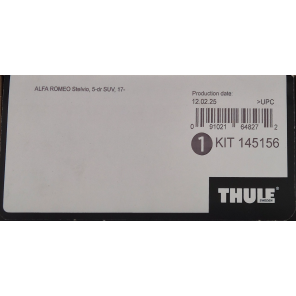 ALFA ROMEO Stelvio, 5-dr SUV, 17-
Production date:
12.02.25 >UPC
0 91021 64827 2
1 KIT 145156
THULE
SWEDEN